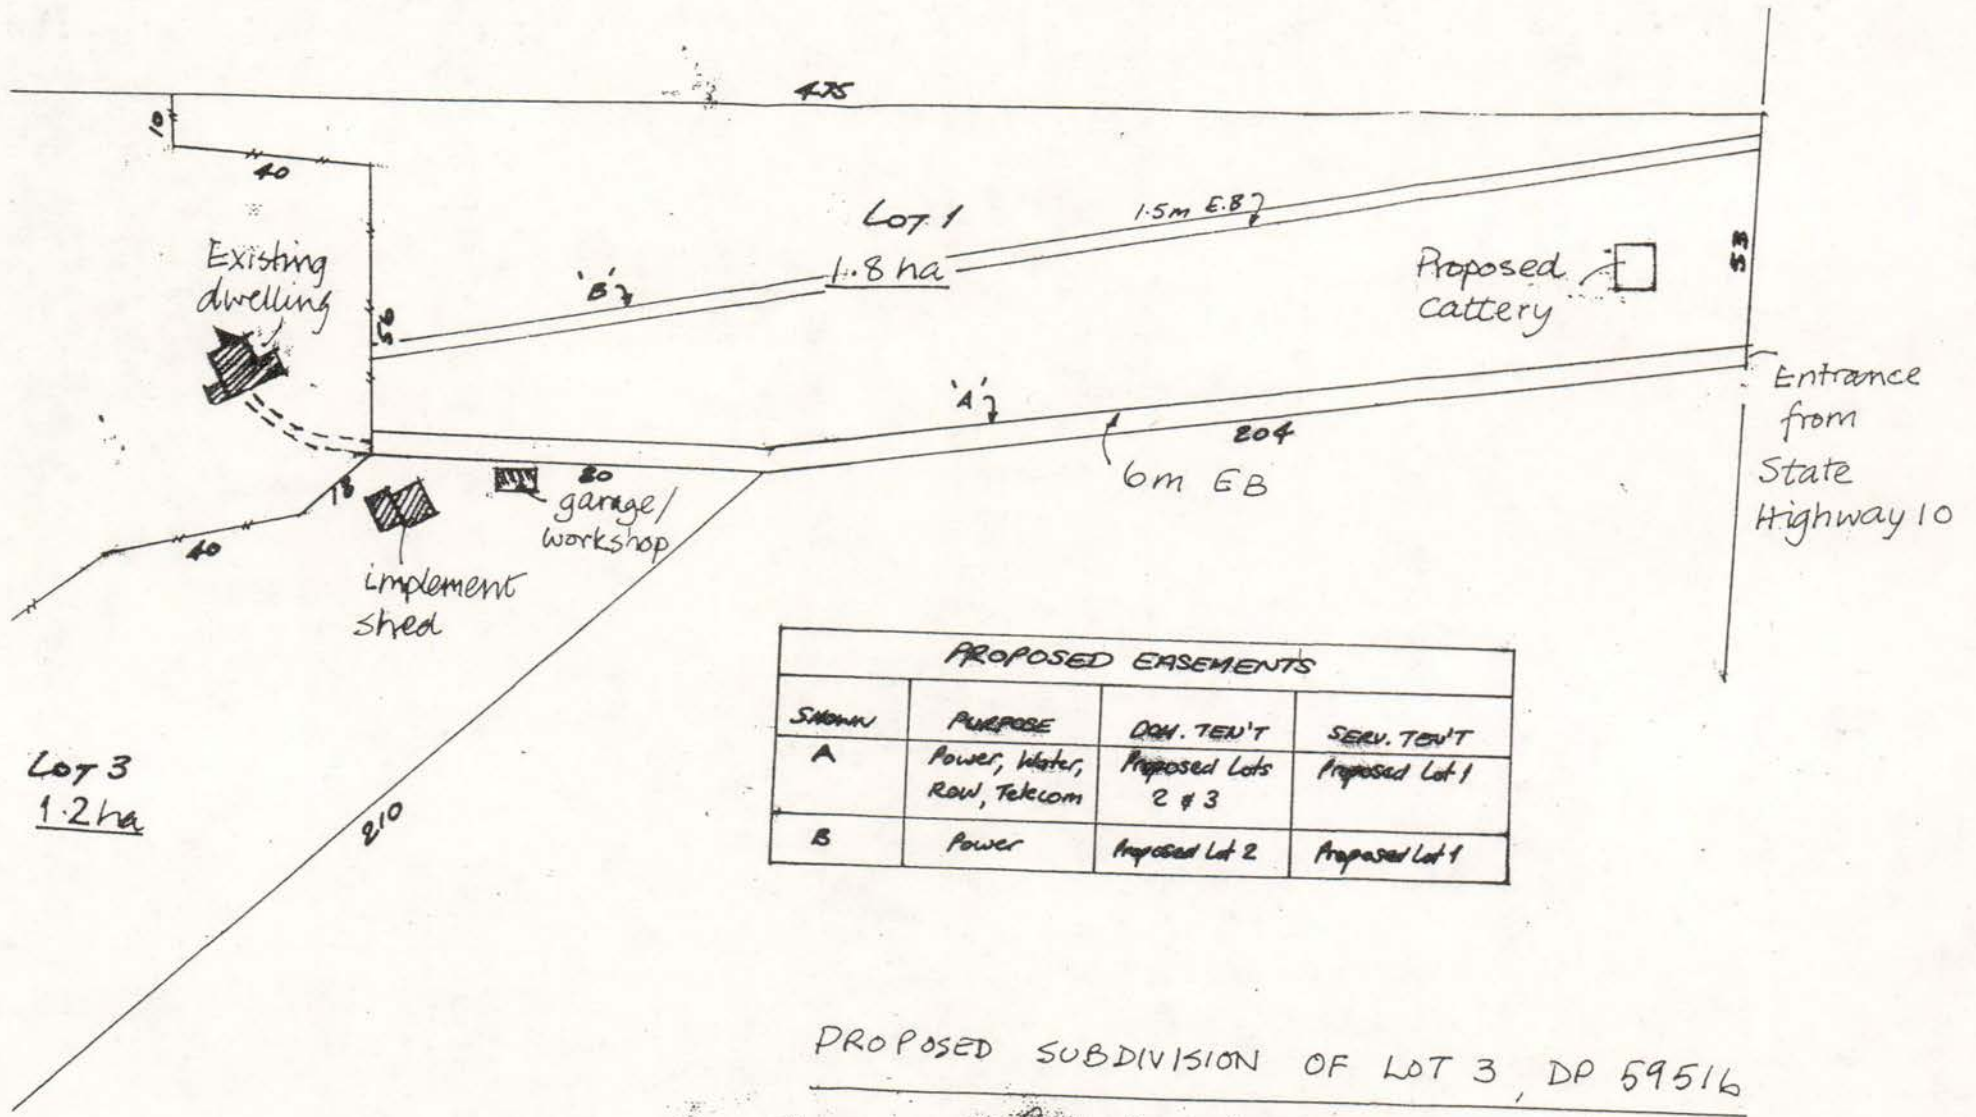 475
10
40
Lot 1
1.8 ha
1.5m E.B
'B'
Existing
dwelling
56
Proposed
cattery
53
'A'
204
6m EB
Entrance
from
State
Highway 10
80
18
garage/
workshop
40
implement
shed
Lot 3
1.2 ha
210
PROPOSED EASEMENTS
SHOWN PURPOSE DOM. TEN'T SERV. TEN'T
A Power, Water, Proposed Lots Proposed Lot 1
Row, Telecom 2 & 3
B Power Proposed Lot 2 Proposed Lot 1
PROPOSED SUBDIVISION OF LOT 3, DP 59516